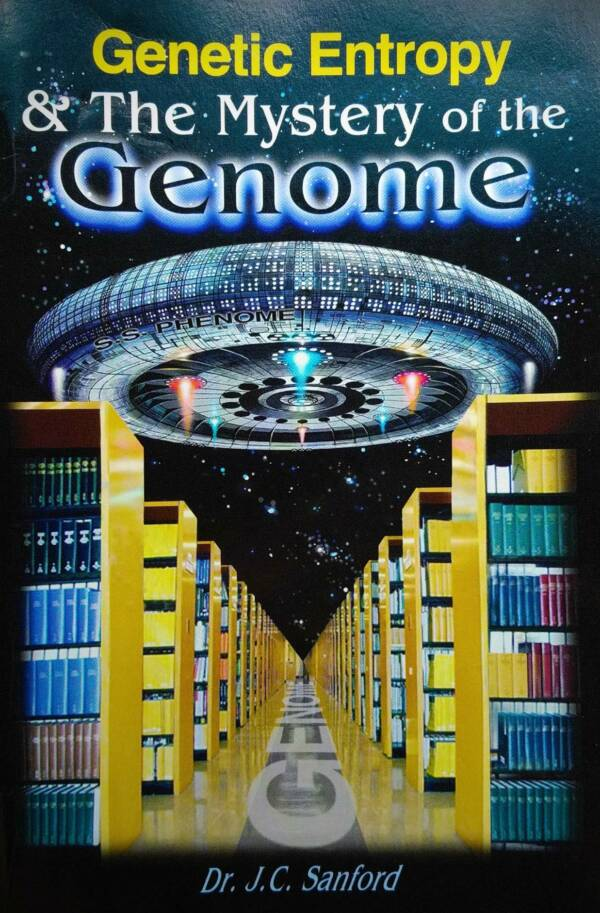 Genetic Entropy
& The Mystery of the
Genome
S.S. PHENOME
GENOME
Dr. J.C. Sanford